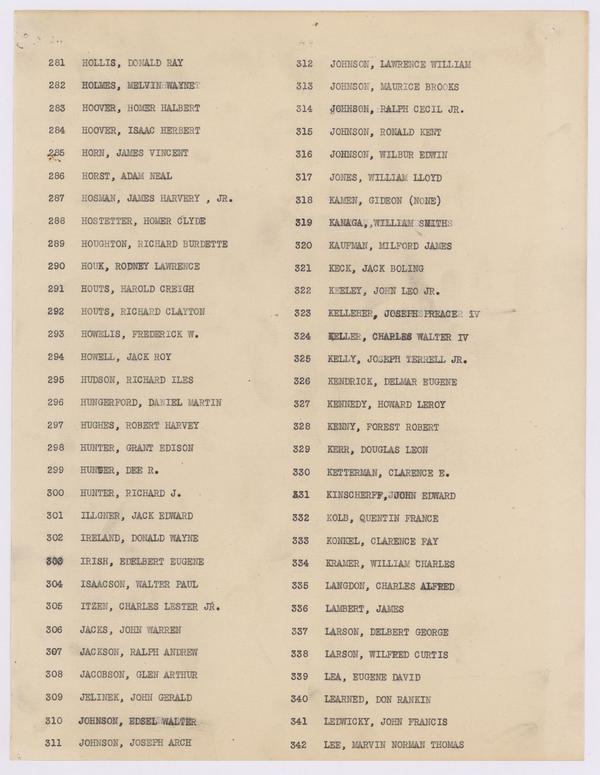 281 HOLLIS, DONALD RAY
282 HOLMES, MELVIN WAYNE
283 HOOVER, HOMER HALBERT
284 HOOVER, ISAAC HERBERT
285 HORN, JAMES VINCENT
286 HORST, ADAM NEAL
287 HOSMAN, JAMES HARVERY , JR.
288 HOSTETTER, HOMER CLYDE
289 HOUGHTON, RICHARD BURDETTE
290 HOUK, RODNEY LAWRENCE
291 HOUTS, HAROLD CREIGH
292 HOUTS, RICHARD CLAYTON
293 HOWELIS, FREDERICK W.
294 HOWELL, JACK ROY
295 HUDSON, RICHARD ILES
296 HUNGERFORD, DANIEL MARTIN
297 HUGHES, ROBERT HARVEY
298 HUNTER, GRANT EDISON
299 HUNTER, DEE R.
300 HUNTER, RICHARD J.
301 ILLGNER, JACK EDWARD
302 IRELAND, DONALD WAYNE
303 IRISH, EDELBERT EUGENE
304 ISAACSON, WALTER PAUL
305 ITZEN, CHARLES LESTER JR.
306 JACKS, JOHN WARREN
307 JACKSON, RALPH ANDREW
308 JACOBSON, GLEN ARTHUR
309 JELINEK, JOHN GERALD
310 JOHNSON, EDSEL WALTER
311 JOHNSON, JOSEPH ARCH
312 JOHNSON, LAWRENCE WILLIAM
313 JOHNSON, MAURICE BROOKS
314 JOHNSON, RALPH CECIL JR.
315 JOHNSON, RONALD KENT
316 JOHNSON, WILBUR EDWIN
317 JONES, WILLIAM LLOYD
318 KAMEN, GIDEON (NONE)
319 KANAGA, WILLIAM SMITH
320 KAUFMAN, MILFORD JAMES
321 KECK, JACK BOLING
322 KEELEY, JOHN LEO JR.
323 KELLEHER, JOSEPH PREACER IV
324 KELLER, CHARLES WALTER IV
325 KELLY, JOSEPH TERRELL JR.
326 KENDRICK, DELMAR EUGENE
327 KENNEDY, HOWARD LEROY
328 KENNY, FOREST ROBERT
329 KERR, DOUGLAS LEON
330 KETTERMAN, CLARENCE E.
331 KINSCHERFF, JOHN EDWARD
332 KOLB, QUENTIN FRANCE
333 KONKEL, CLARENCE FAY
334 KRAMER, WILLIAM CHARLES
335 LANGDON, CHARLES ALFRED
336 LAMBERT, JAMES
337 LARSON, DELBERT GEORGE
338 LARSON, WILFRED CURTIS
339 LEA, EUGENE DAVID
340 LEARNED, DON RANKIN
341 LEDWICKY, JOHN FRANCIS
342 LEE, MARVIN NORMAN THOMAS